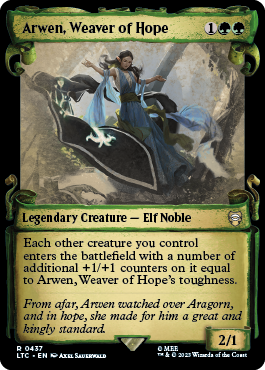 Arwen, Weaver of Hope 1
Legendary Creature — Elf Noble
Each other creature you control
enters the battlefield with a number of
additional +1/+1 counters on it equal
to Arwen, Weaver of Hope's toughness.
From afar, Arwen watched over Aragorn,
and in hope, she made for him a great and
kingly standard.
2/1
R 0437 © MEE
LTC • EN Axel Sauerwald ™ & © 2023 Wizards of the Coast